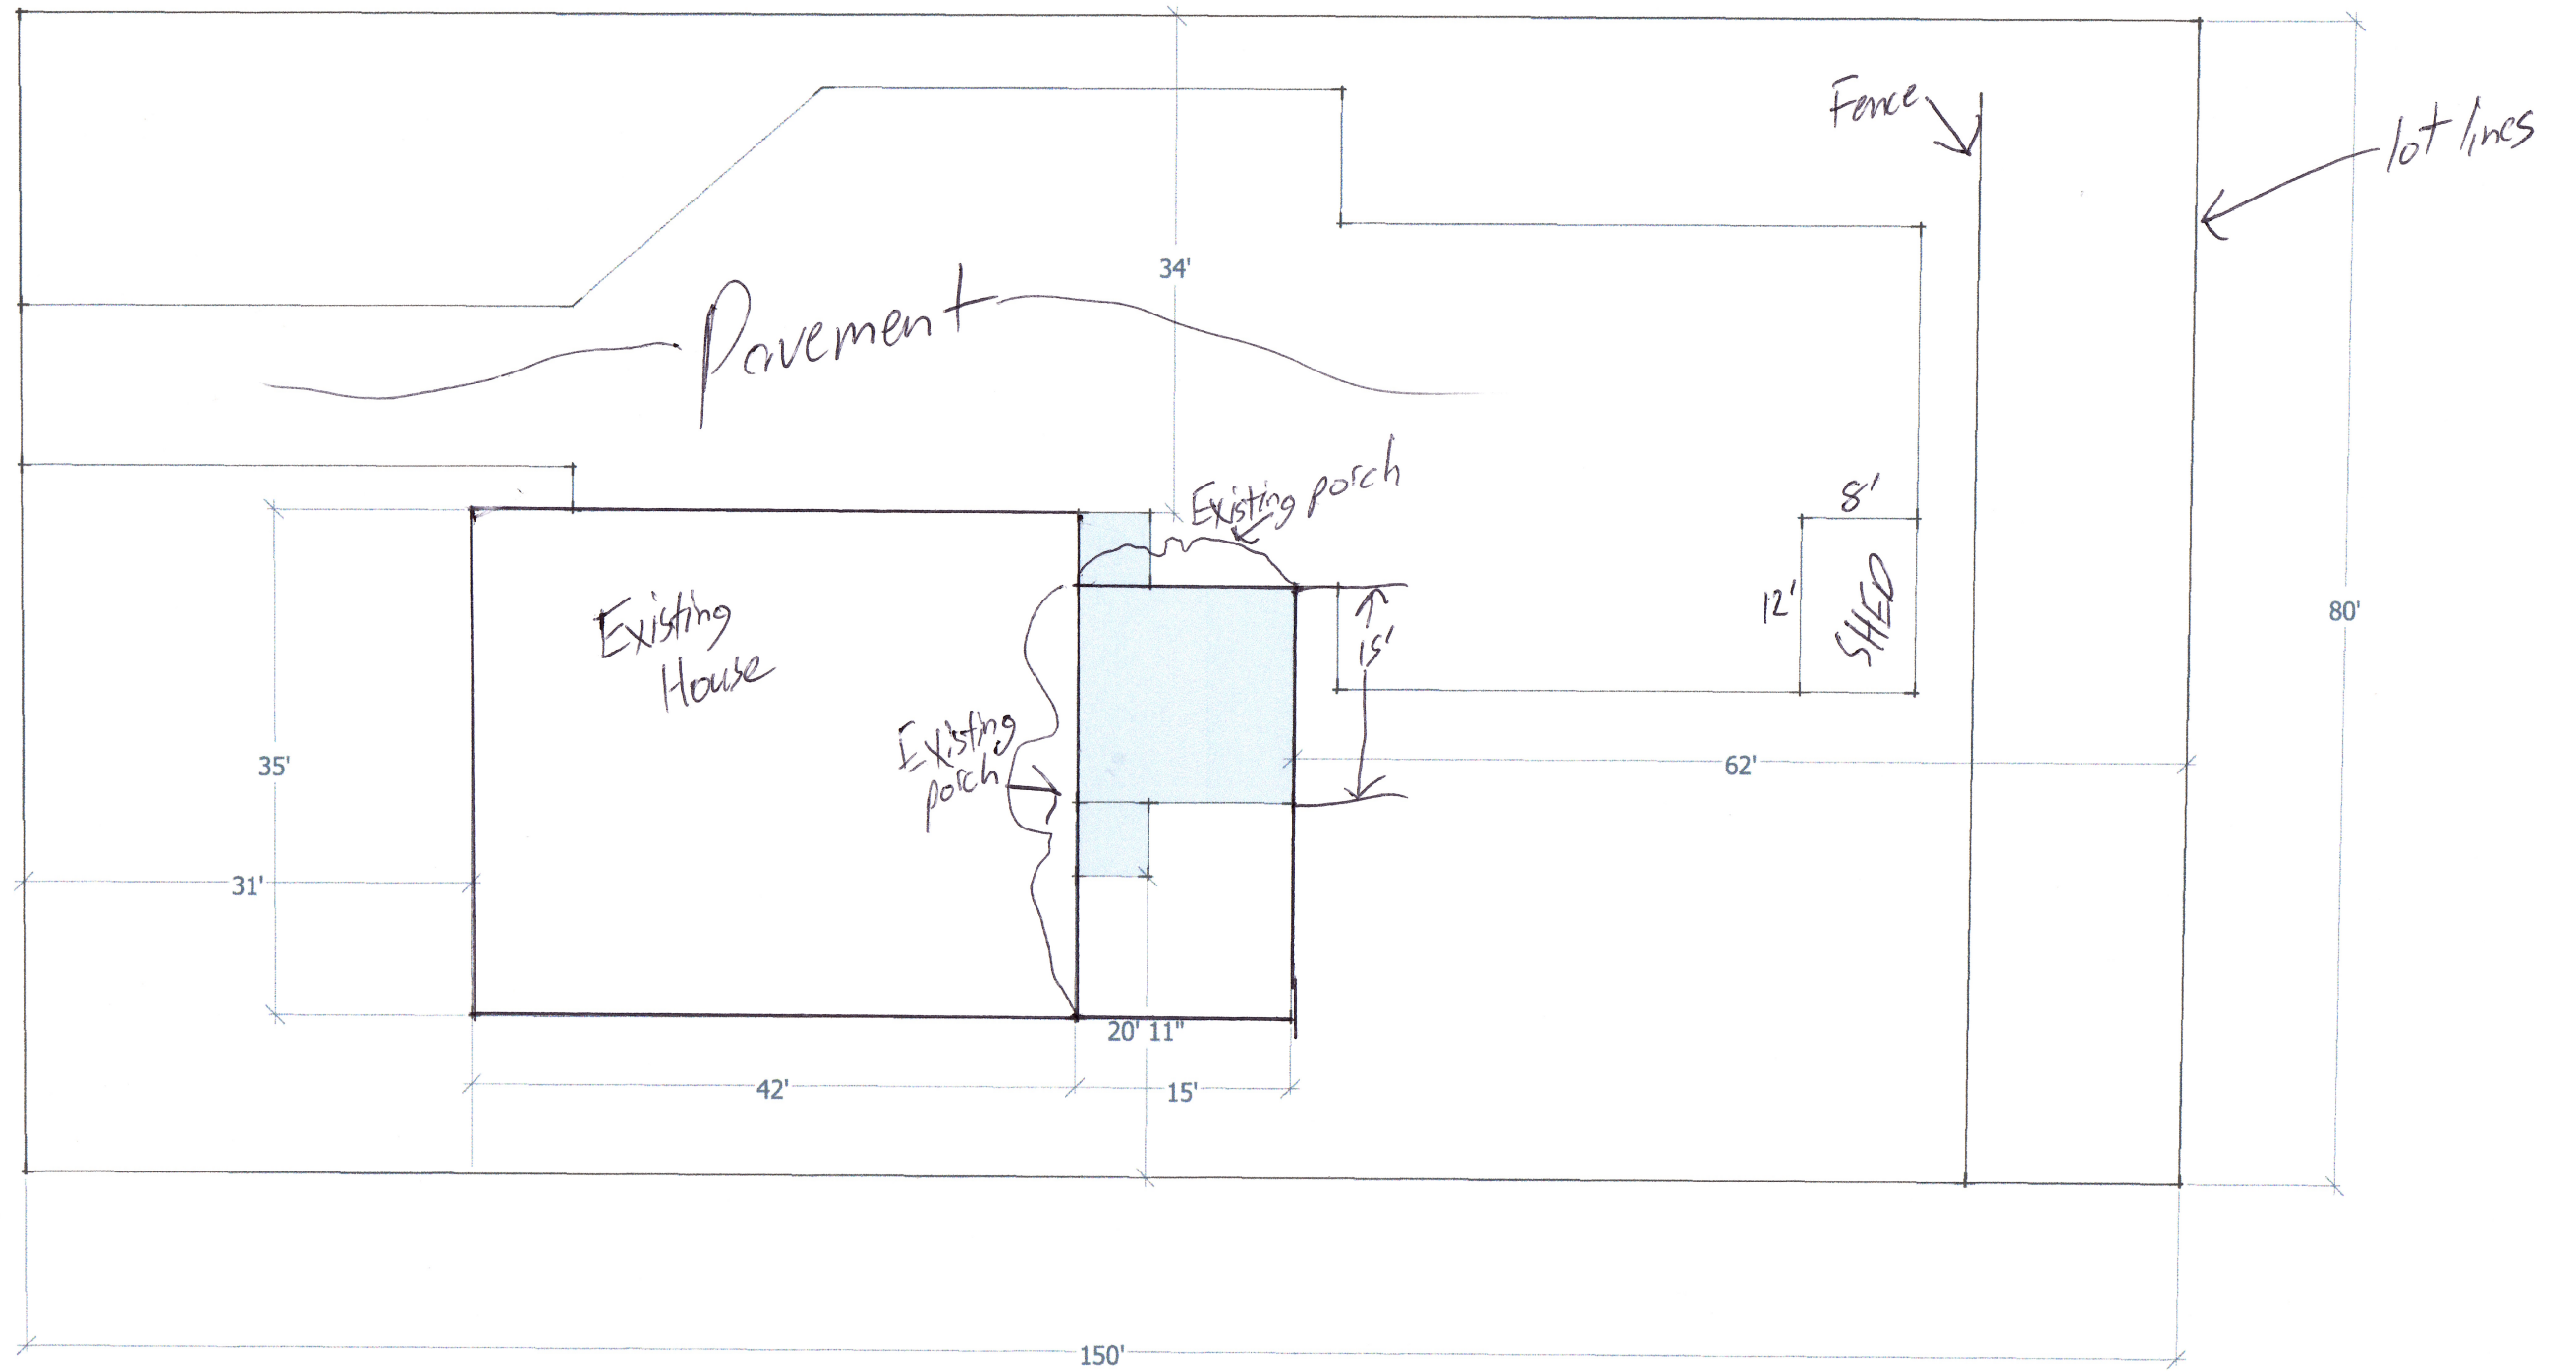 Fence
lot lines
34'
Pavement
Existing porch
8'
12'
SHED
15'
80'
Existing
House
Existing
porch
35'
62'
31'
20' 11"
42'
15'
150'